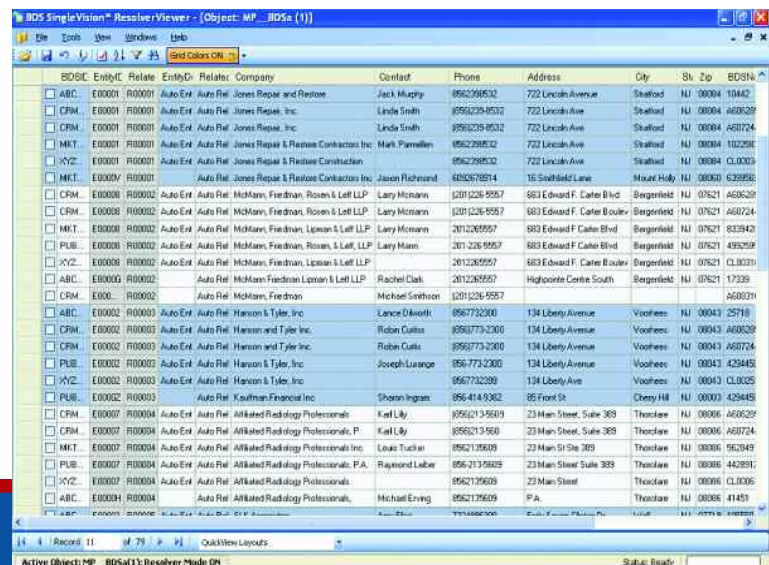 BDS SingleVision™ ResolverViewer - [Object: MP__BDSa (1)]
File Tools View Windows Help
Grid Colors ON
BDSIE EntityIE Relate EntityDi Relatec Company Contact Phone Address City St Zip BDSNu
ABC... E00001 R00001 Auto Ent Auto Rel Jones Repair and Restore Jack Murphy 8562398532 722 Lincoln Avenue Stratford NJ 08084 10442
CRM... E00001 R00001 Auto Ent Auto Rel Jones Repair, Inc. Linda Smith (856)239-8532 722 Lincoln Ave Stratford NJ 08084 A60628
CRM... E00001 R00001 Auto Ent Auto Rel Jones Repair, Inc. Linda Smith (856)239-8532 722 Lincoln Ave Stratford NJ 08084 A60724
MKT... E00001 R00001 Auto Ent Auto Rel Jones Repair & Restore Contractors Inc Mark Parmellen 8562398532 722 Lincoln Ave Stratford NJ 08084
XYZ... E00001 R00001 Auto Ent Auto Rel Jones Repair & Restore Construction 8562398532 722 Lincoln Ave Stratford NJ 08084
MKT... E0000V R00001 Auto Rel Jones Repair & Restore Contractors Inc Jason Richmond 6092678914 16 Smithfield Lane Mount Holly NJ 08060
CRM... E00008 R00002 Auto Ent Auto Rel McMann, Friedman, Rosen & Leff LLP Larry Mcmann (201)226-5557 683 Edward F. Carter Blvd Bergenfield NJ 07621 A60628
CRM... E00008 R00002 Auto Ent Auto Rel McMann, Friedman, Rosen & Leff LLP Larry Mcmann (201)226-5557 683 Edward F. Carter Boulev Bergenfield NJ 07621 A60724
MKT... E00008 R00002 Auto Ent Auto Rel McMann, Friedman, Lipman & Leff LLP Larry Mcmann 2012265557 683 Edward F Carter Blvd Bergenfield NJ 07621
PUB... E00008 R00002 Auto Ent Auto Rel McMann, Friedman, Rosen, & Leff, LLP Larry Mann 201-226-5557 683 Edward F Carter Blvd Bergenfield NJ 07621
XYZ... E00008 R00002 Auto Ent Auto Rel McMann, Friedman, Lipman & Leff LLP 2012265557 683 Edward F. Carter Boulev Bergenfield NJ 07621
ABC... E0000G R00002 Auto Rel McMann Friedman Lipman & Leff LLP Rachel Clark 2012265557 Highpointe Centre South Bergenfield NJ 07621 17339
CRM... E000... R00002 Auto Rel McMann, Friedman Michael Smithson (201)226-5557
ABC... E00002 R00003 Auto Ent Auto Rel Hanson & Tyler, Inc. Lance Dilworth 8567732300 134 Liberty Avenue Voorhees NJ 08043 25718
CRM... E00002 R00003 Auto Ent Auto Rel Hanson and Tyler Inc. Robin Curtiss (856)773-2300 134 Liberty Avenue Voorhees NJ 08043 A60628
CRM... E00002 R00003 Auto Ent Auto Rel Hanson and Tyler, Inc. Robin Curtiss (856)773-2300 134 Liberty Avenue Voorhees NJ 08043 A60724
PUB... E00002 R00003 Auto Ent Auto Rel Hanson & Tyler, Inc Joseph Lusange 856-773-2300 134 Liberty Avenue Voorhees NJ 08043
XYZ... E00002 R00003 Auto Ent Auto Rel Hanson & Tyler, Inc 8567732399 134 Liberty Ave Voorhees NJ 08043
PUB... E0000Z R00003 Auto Rel Kauffman Financial Inc Sharon Ingram 856-414-9362 85 Front St Cherry Hill NJ 08003
CRM... E00007 R00004 Auto Ent Auto Rel Affiliated Radiology Professionals Karl Lilly (856)213-5609 23 Main Street, Suite 389 Thorofare NJ 08086 A60628
CRM... E00007 R00004 Auto Ent Auto Rel Affiliated Radiology Professionals, P Karl Lilly (856)213-560 23 Main Street, Suite 389 Thorofare NJ 08086 A60724
MKT... E00007 R00004 Auto Ent Auto Rel Affiliated Radiology Professionals Inc. Louis Tucker 8562135609 23 Main St Ste 389 Thorofare NJ 08086
PUB... E00007 R00004 Auto Ent Auto Rel Affiliated Radiology Professionals, P.A. Raymond Leiber 856-213-5609 23 Main Street Suite 389 Thorofare NJ 08086
XYZ... E00007 R00004 Auto Ent Auto Rel Affiliated Radiology Professionals 8562135609 23 Main Street Thorofare NJ 08086
ABC... E0000H R00004 Auto Rel Affiliated Radiology Professionals, Michael Erving 8562135609 P.A. Thorofare NJ 08086 41451
Record 11 of 79 QuickView Layouts
Active Object: MP__BDSa(1); Resolver Mode ON Status: Ready